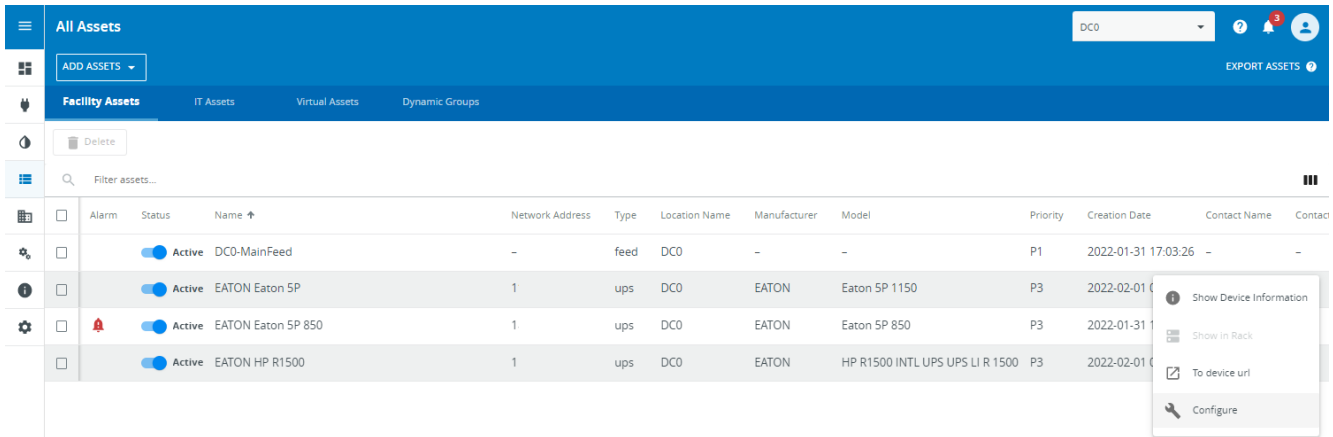 All Assets
DC0
3
ADD ASSETS
EXPORT ASSETS
Facility Assets IT Assets Virtual Assets Dynamic Groups
Delete
Filter assets...
Alarm Status Name Network Address Type Location Name Manufacturer Model Priority Creation Date Contact Name Contact
Active DC0-MainFeed – feed DC0 – – P1 2022-01-31 17:03:26 – –
Active EATON Eaton 5P 1 ups DC0 EATON Eaton 5P 1150 P3 2022-02-01 0
Show Device Information
Active EATON Eaton 5P 850 1 ups DC0 EATON Eaton 5P 850 P3 2022-01-31 1
Show in Rack
Active EATON HP R1500 1 ups DC0 EATON HP R1500 INTL UPS UPS LI R 1500 P3 2022-02-01 0
To device url
Configure